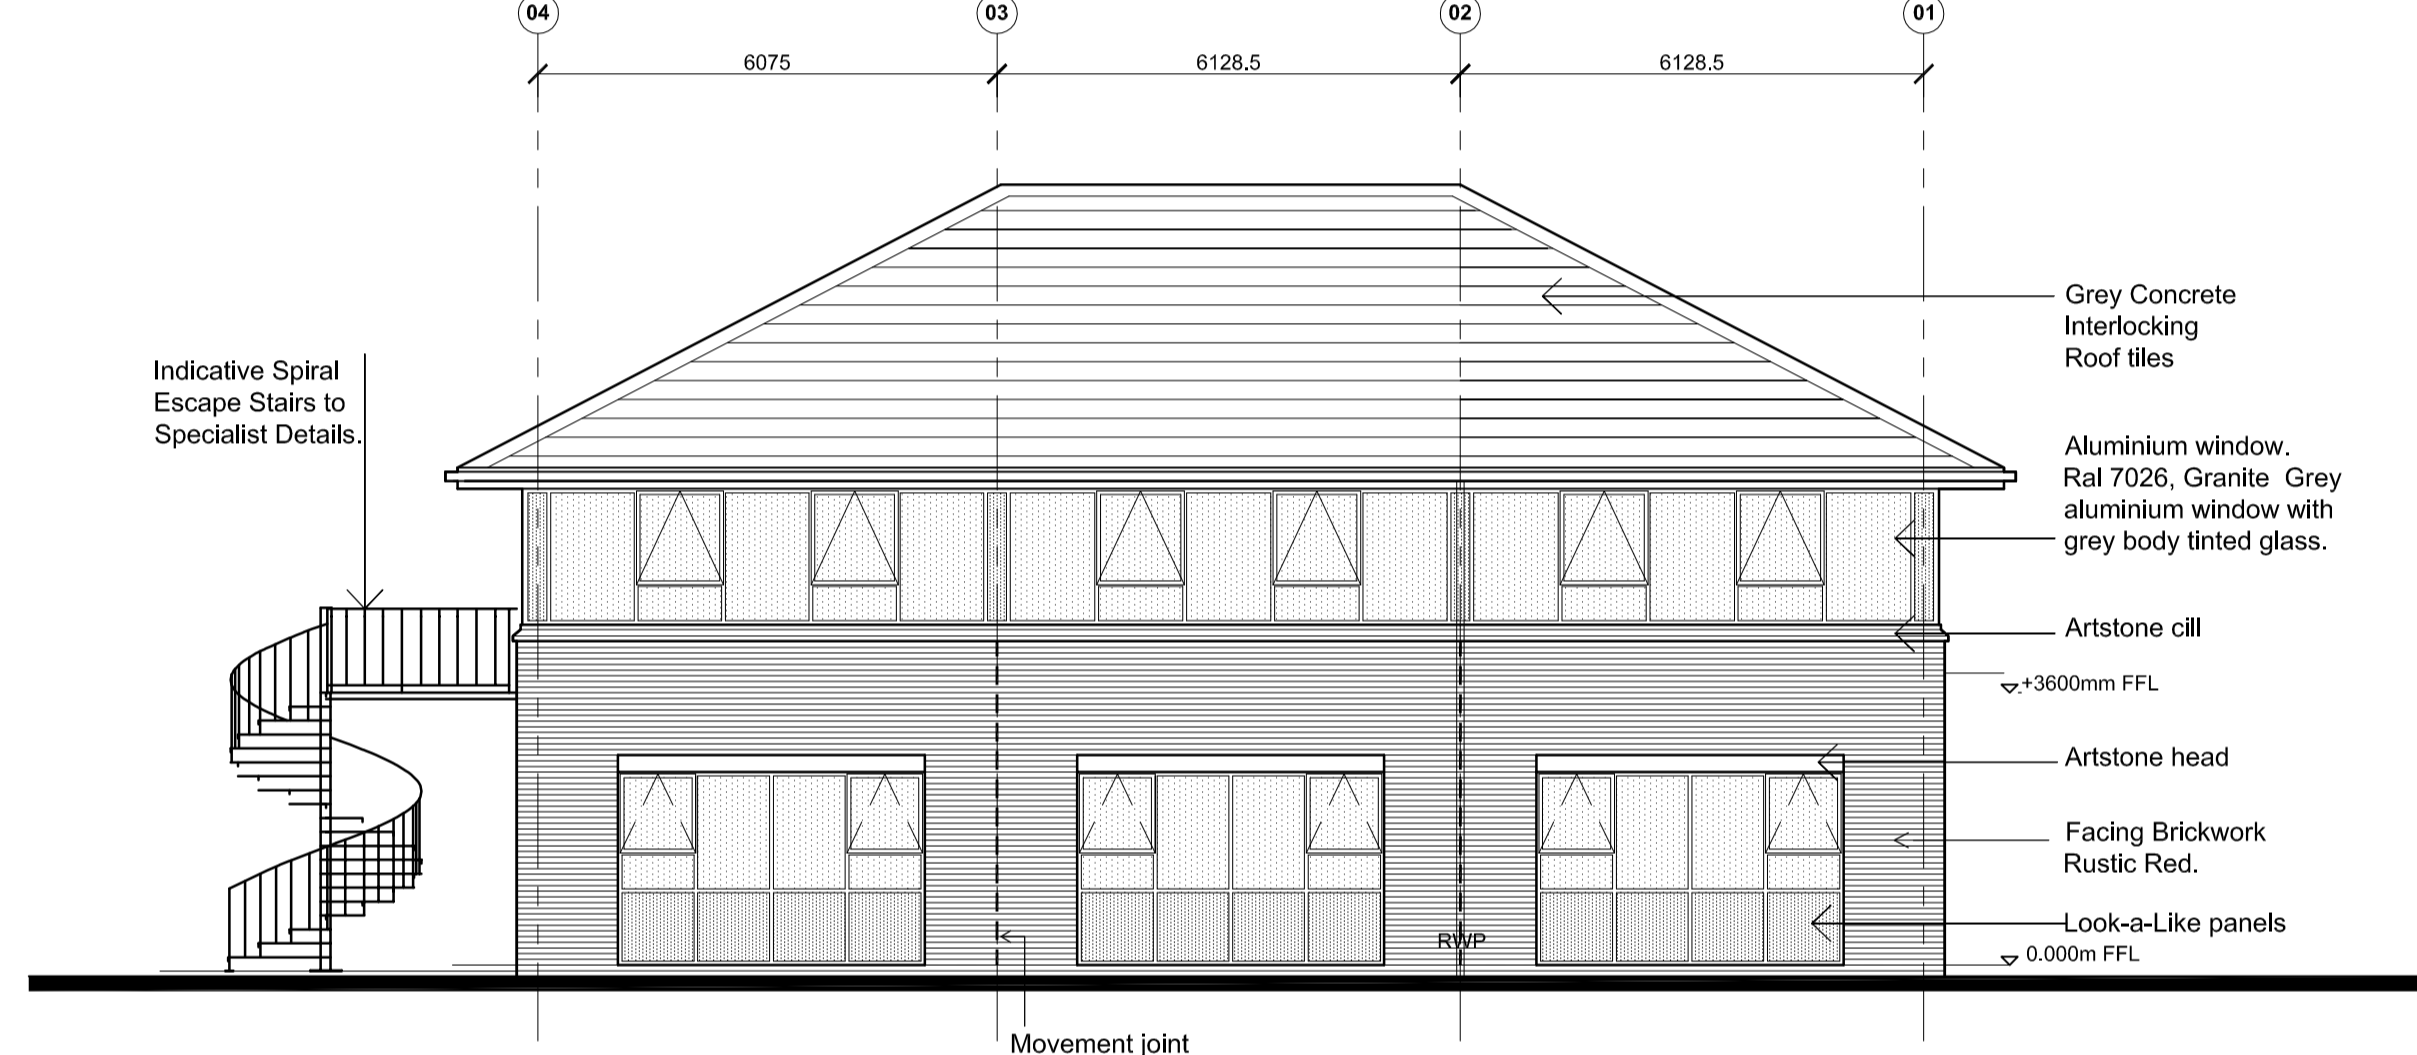 04
03
02
01
6075
6128.5
6128.5
Indicative Spiral
Escape Stairs to
Specialist Details.
Grey Concrete
Interlocking
Roof tiles
Aluminium window.
Ral 7026, Granite Grey
aluminium window with
grey body tinted glass.
Artstone cill
+3600mm FFL
Artstone head
Facing Brickwork
Rustic Red.
Look-a-Like panels
RWP
0.000m FFL
Movement joint